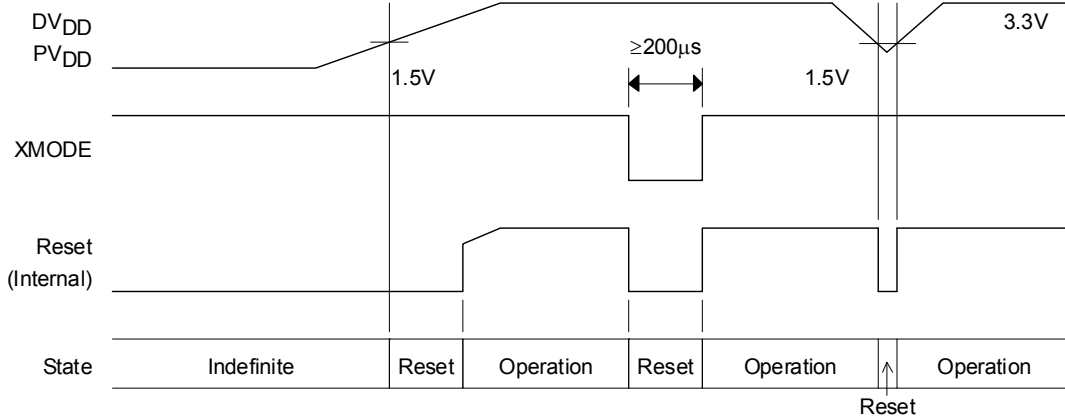 DVDD
PVDD
1.5V
≥200μs
1.5V
3.3V
XMODE
Reset
(Internal)
State
Indefinite
Reset
Operation
Reset
Operation
Operation
Reset